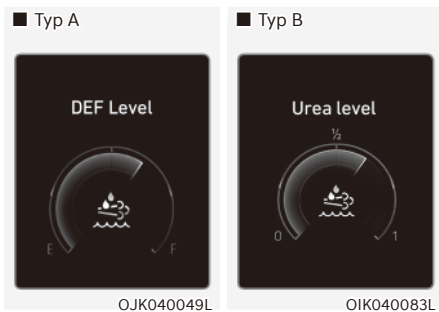 ■ Typ A
DEF Level
E
F
OJK040049L
■ Typ B
Urea level
½
0
1
OIK040083L